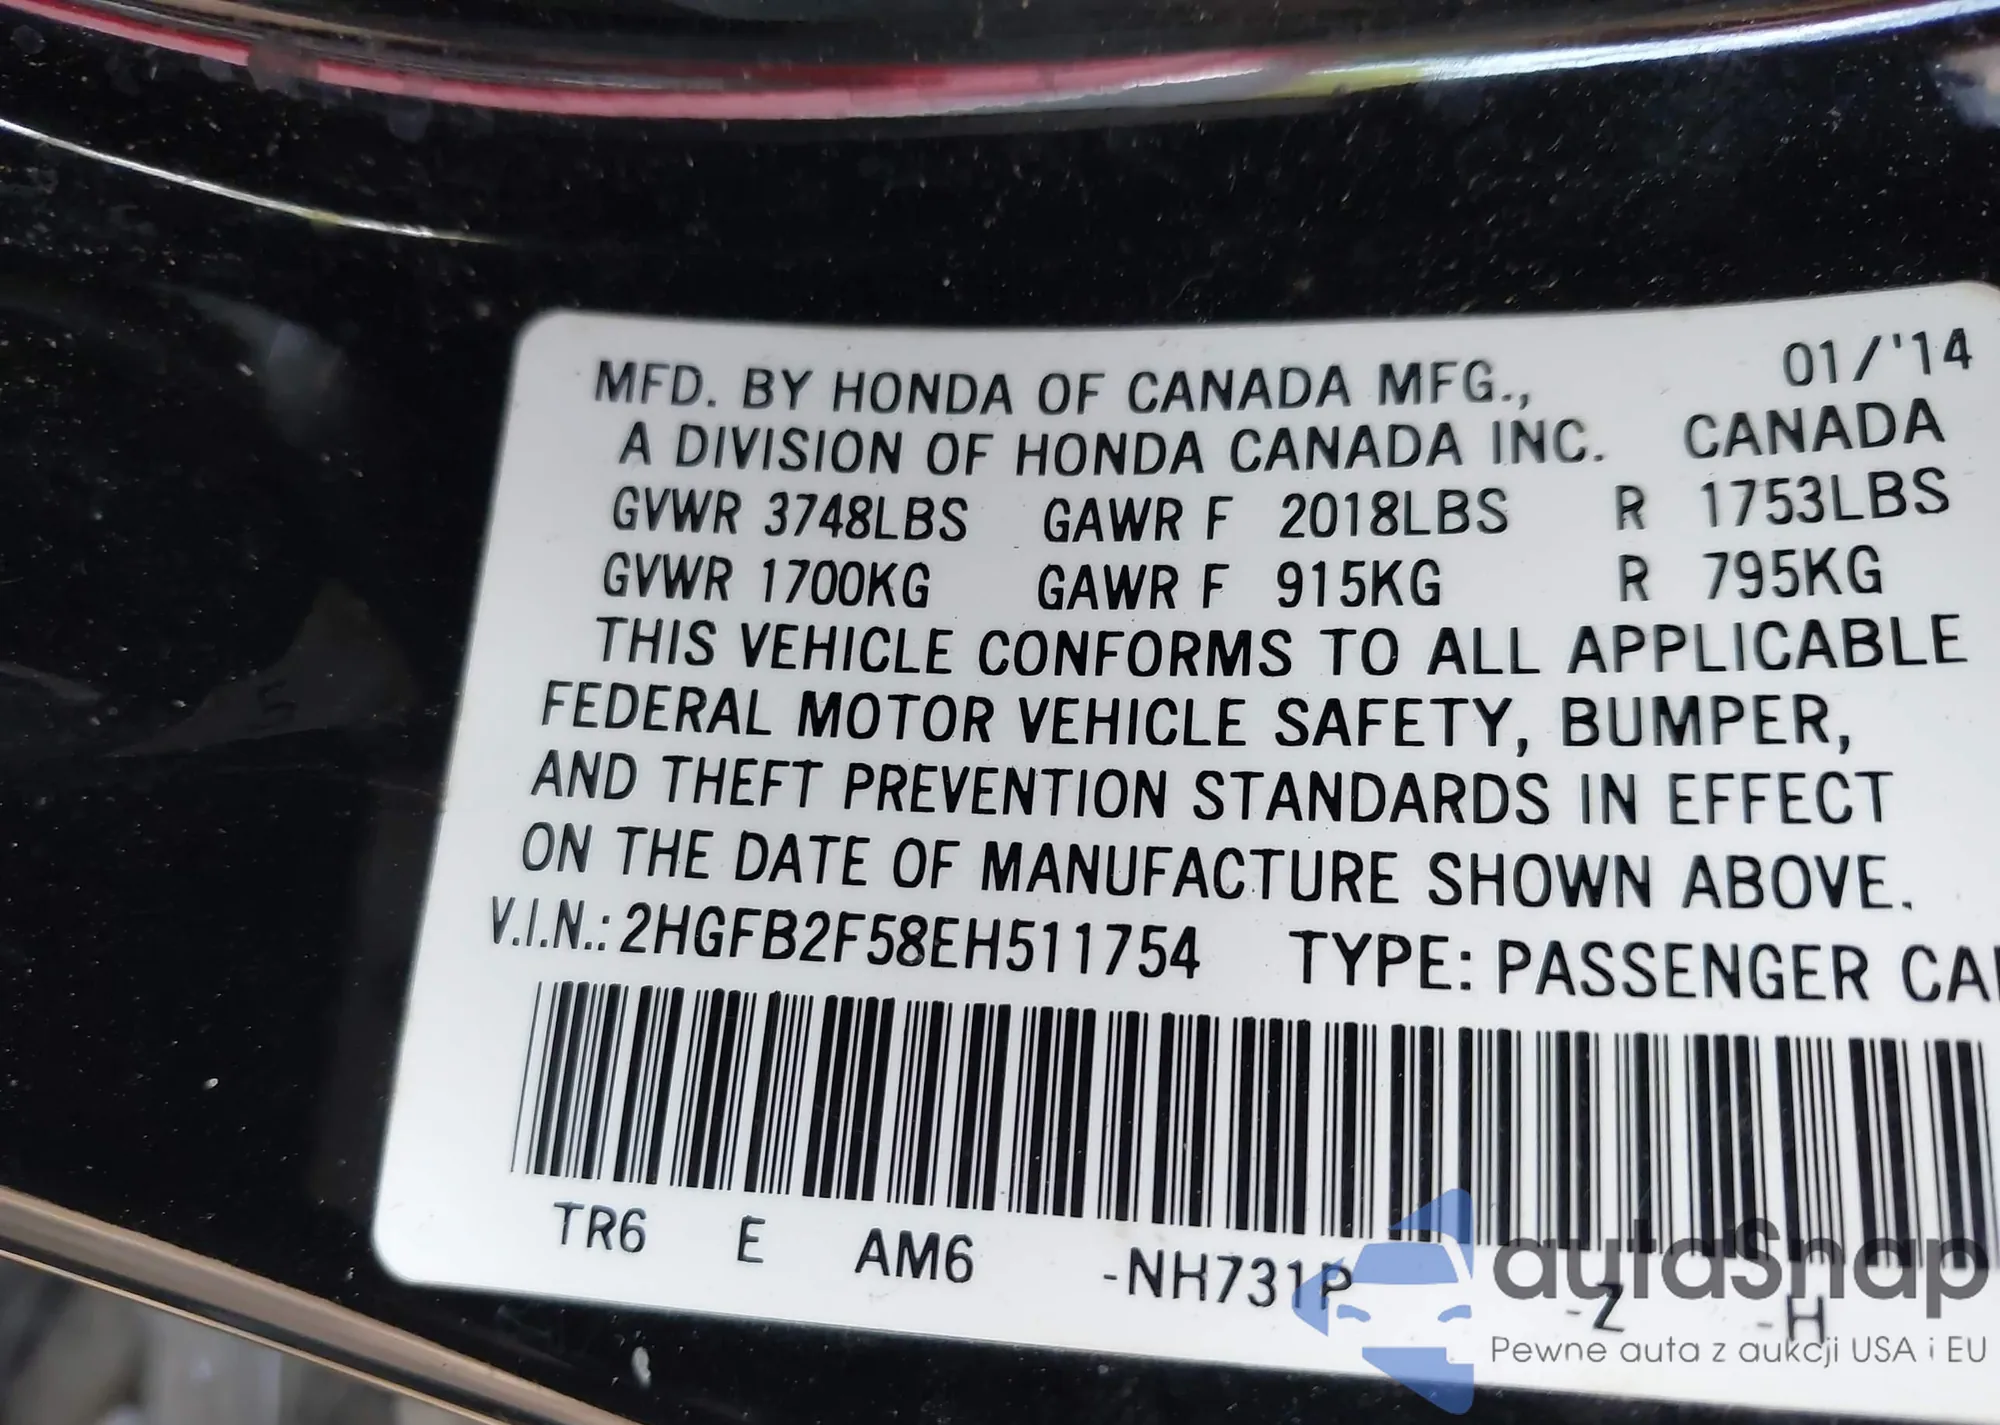 01/'14
MFD. BY HONDA OF CANADA MFG.,
A DIVISION OF HONDA CANADA INC. CANADA
GVWR 3748LBS GAWR F 2018LBS R 1753LBS
GVWR 1700KG GAWR F 915KG R 795KG
THIS VEHICLE CONFORMS TO ALL APPLICABLE
FEDERAL MOTOR VEHICLE SAFETY, BUMPER,
AND THEFT PREVENTION STANDARDS IN EFFECT
ON THE DATE OF MANUFACTURE SHOWN ABOVE.
V.I.N.: 2HGFB2F58EH511754 TYPE: PASSENGER CA
TR6 E AM6 -NH731P -Z -H
autaSnap
Pewne auta z aukcji USA i EU